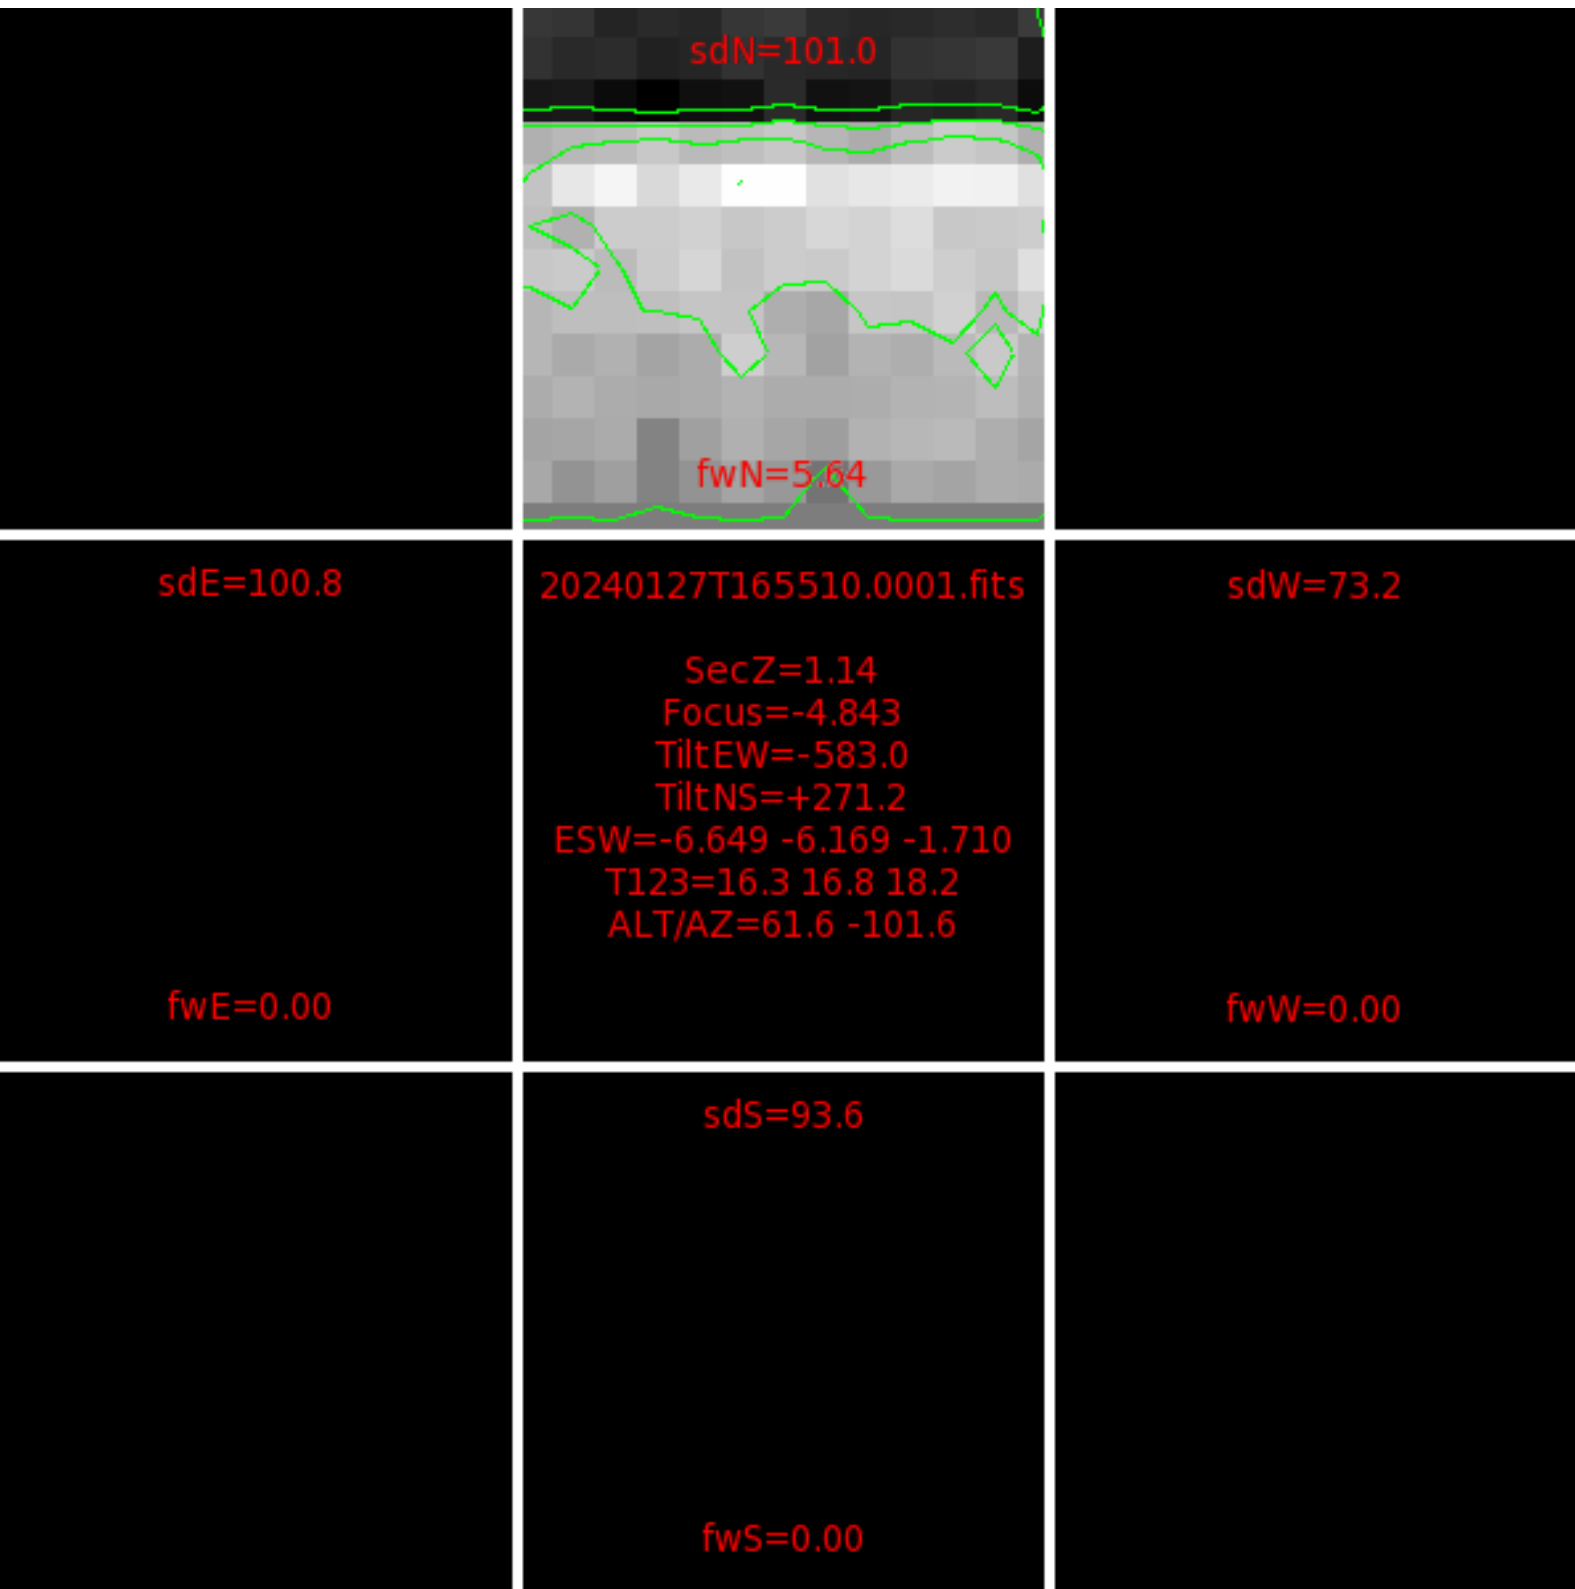 sdN=101.0
fwN=5.64
sdE=100.8
20240127T165510.0001.fits
sdW=73.2
SecZ=1.14
Focus=-4.843
TiltEW=-583.0
TiltNS=+271.2
ESW=-6.649 -6.169 -1.710
T123=16.3 16.8 18.2
ALT/AZ=61.6 -101.6
fwE=0.00
fwW=0.00
sdS=93.6
fwS=0.00